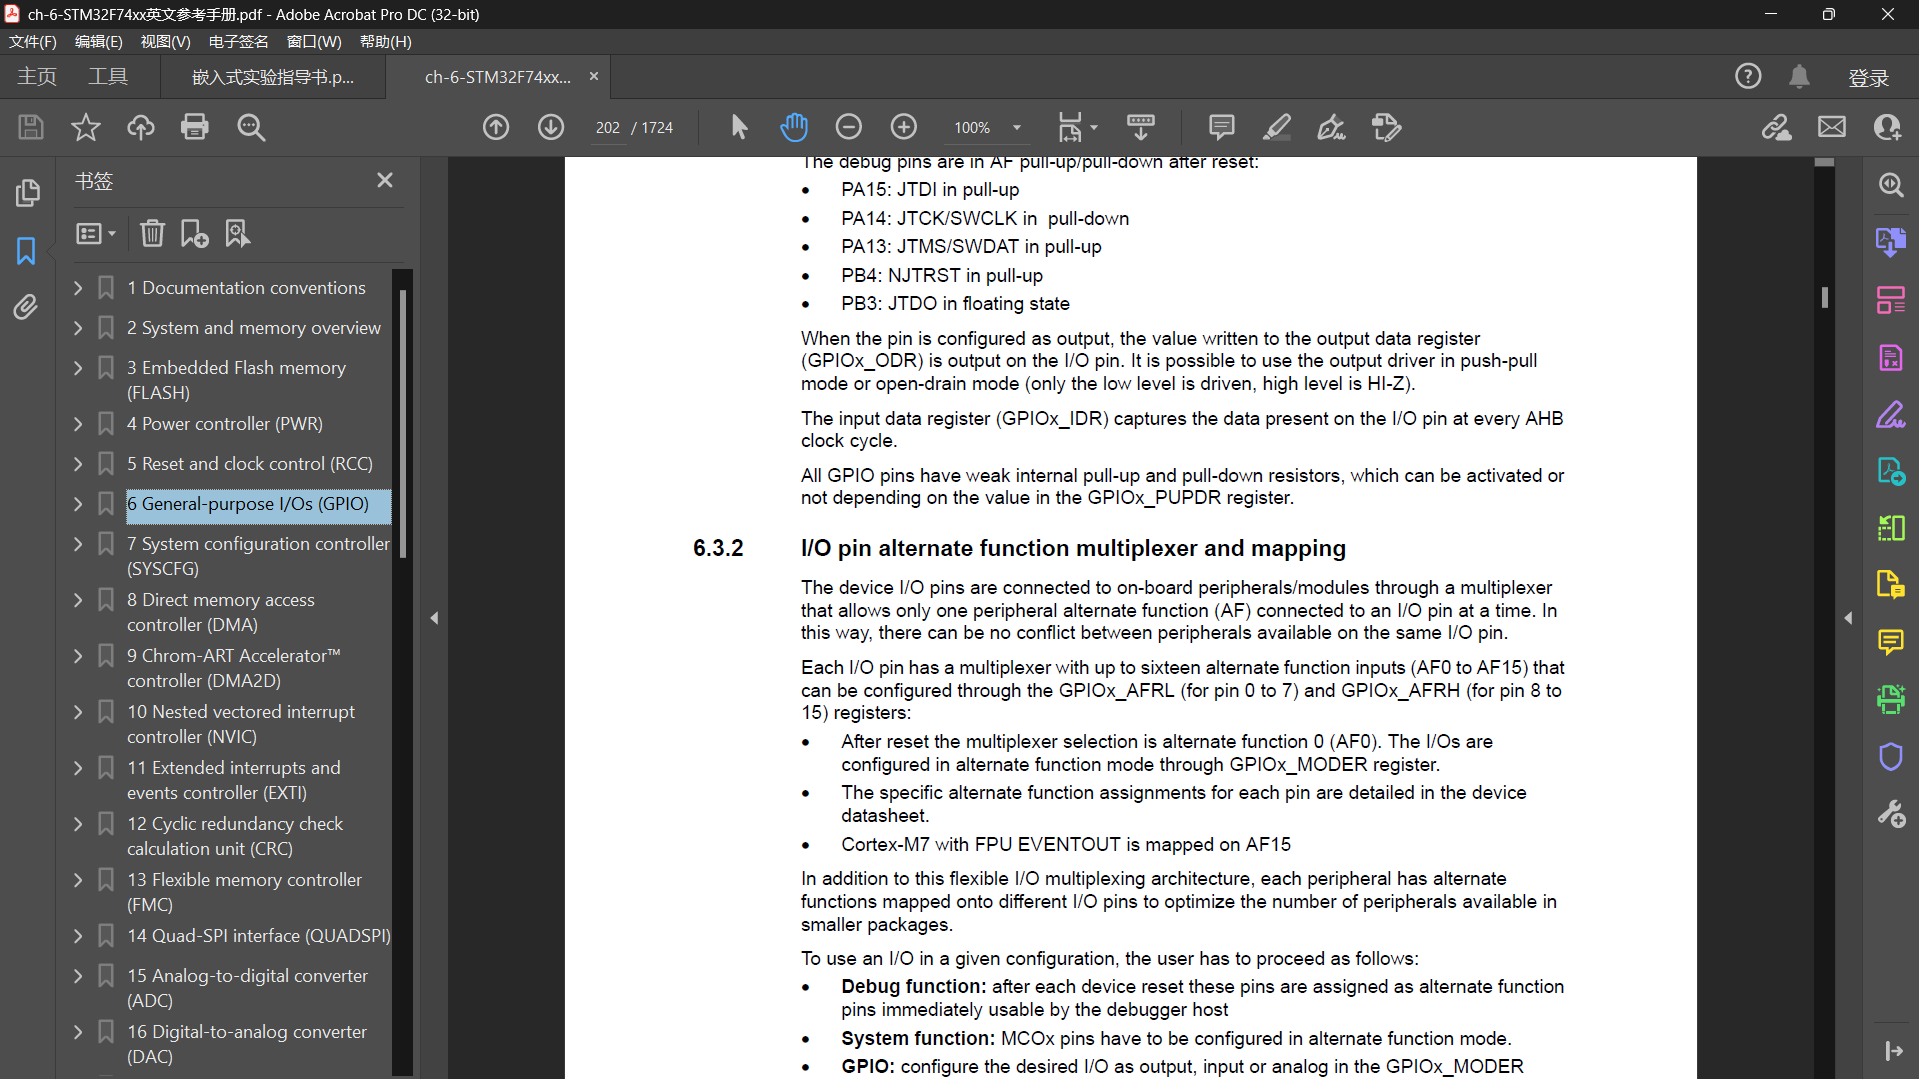 ch-6-STM32F74xx英文参考手册.pdf - Adobe Acrobat Pro DC (32-bit)
文件(F) 编辑(E) 视图(V) 电子签名 窗口(W) 帮助(H)
主页 工具 嵌入式实验指导书.p... ch-6-STM32F74xx... × 登录
202 / 1724 100%
书签
1 Documentation conventions
2 System and memory overview
3 Embedded Flash memory
(FLASH)
4 Power controller (PWR)
5 Reset and clock control (RCC)
6 General-purpose I/Os (GPIO)
7 System configuration controller
(SYSCFG)
8 Direct memory access
controller (DMA)
9 Chrom-ART Accelerator™
controller (DMA2D)
10 Nested vectored interrupt
controller (NVIC)
11 Extended interrupts and
events controller (EXTI)
12 Cyclic redundancy check
calculation unit (CRC)
13 Flexible memory controller
(FMC)
14 Quad-SPI interface (QUADSPI)
15 Analog-to-digital converter
(ADC)
16 Digital-to-analog converter
(DAC)
The debug pins are in AF pull-up/pull-down after reset:
• PA15: JTDI in pull-up
• PA14: JTCK/SWCLK in pull-down
• PA13: JTMS/SWDAT in pull-up
• PB4: NJTRST in pull-up
• PB3: JTDO in floating state
When the pin is configured as output, the value written to the output data register
(GPIOx_ODR) is output on the I/O pin. It is possible to use the output driver in push-pull
mode or open-drain mode (only the low level is driven, high level is HI-Z).
The input data register (GPIOx_IDR) captures the data present on the I/O pin at every AHB
clock cycle.
All GPIO pins have weak internal pull-up and pull-down resistors, which can be activated or
not depending on the value in the GPIOx_PUPDR register.
6.3.2 I/O pin alternate function multiplexer and mapping
The device I/O pins are connected to on-board peripherals/modules through a multiplexer
that allows only one peripheral alternate function (AF) connected to an I/O pin at a time. In
this way, there can be no conflict between peripherals available on the same I/O pin.
Each I/O pin has a multiplexer with up to sixteen alternate function inputs (AF0 to AF15) that
can be configured through the GPIOx_AFRL (for pin 0 to 7) and GPIOx_AFRH (for pin 8 to
15) registers:
• After reset the multiplexer selection is alternate function 0 (AF0). The I/Os are
configured in alternate function mode through GPIOx_MODER register.
• The specific alternate function assignments for each pin are detailed in the device
datasheet.
• Cortex-M7 with FPU EVENTOUT is mapped on AF15
In addition to this flexible I/O multiplexing architecture, each peripheral has alternate
functions mapped onto different I/O pins to optimize the number of peripherals available in
smaller packages.
To use an I/O in a given configuration, the user has to proceed as follows:
• Debug function: after each device reset these pins are assigned as alternate function
pins immediately usable by the debugger host
• System function: MCOx pins have to be configured in alternate function mode.
• GPIO: configure the desired I/O as output, input or analog in the GPIOx_MODER